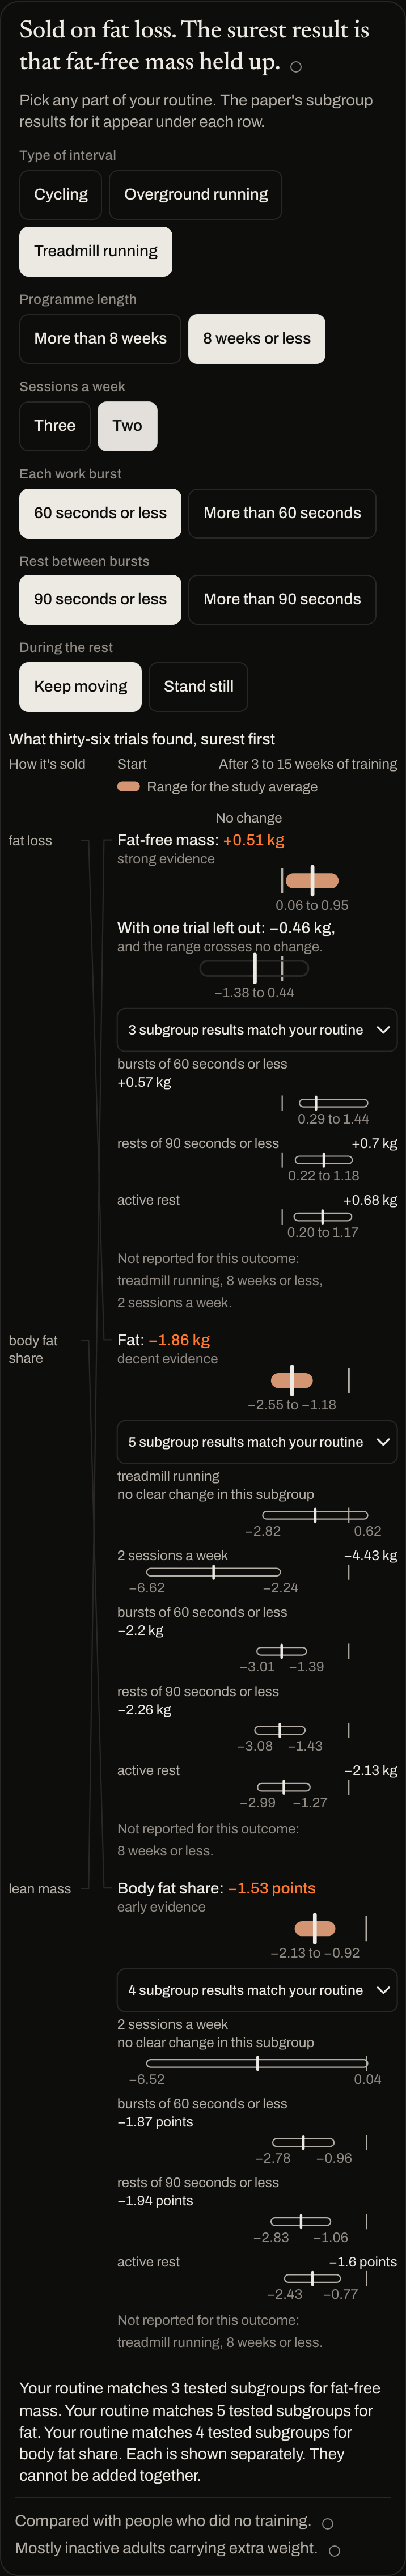 Sold on fat loss. The surest result is
that fat-free mass held up.
Pick any part of your routine. The paper's subgroup
results for it appear under each row.
Type of interval
Cycling
Overground running
Treadmill running
Programme length
More than 8 weeks
8 weeks or less
Sessions a week
Three
Two
Each work burst
60 seconds or less
More than 60 seconds
Rest between bursts
90 seconds or less
More than 90 seconds
During the rest
Keep moving
Stand still
What thirty-six trials found, surest first
How it's sold
Start
After 3 to 15 weeks of training
Range for the study average
No change
fat loss
Fat-free mass: +0.51 kg
strong evidence
0.06 to 0.95
With one trial left out: −0.46 kg,
and the range crosses no change.
−1.38 to 0.44
3 subgroup results match your routine
bursts of 60 seconds or less
+0.57 kg
0.29 to 1.44
rests of 90 seconds or less
+0.7 kg
0.22 to 1.18
active rest
+0.68 kg
0.20 to 1.17
Not reported for this outcome:
treadmill running, 8 weeks or less,
2 sessions a week.
body fat
share
Fat: −1.86 kg
decent evidence
−2.55 to −1.18
5 subgroup results match your routine
treadmill running
no clear change in this subgroup
−2.82
0.62
2 sessions a week
−4.43 kg
−6.62
−2.24
bursts of 60 seconds or less
−2.2 kg
−3.01
−1.39
rests of 90 seconds or less
−2.26 kg
−3.08
−1.43
active rest
−2.13 kg
−2.99
−1.27
Not reported for this outcome:
8 weeks or less.
lean mass
Body fat share: −1.53 points
early evidence
−2.13 to −0.92
4 subgroup results match your routine
2 sessions a week
no clear change in this subgroup
−6.52
0.04
bursts of 60 seconds or less
−1.87 points
−2.78
−0.96
rests of 90 seconds or less
−1.94 points
−2.83
−1.06
active rest
−1.6 points
−2.43
−0.77
Not reported for this outcome:
treadmill running, 8 weeks or less.
Your routine matches 3 tested subgroups for fat-free
mass. Your routine matches 5 tested subgroups for
fat. Your routine matches 4 tested subgroups for
body fat share. Each is shown separately. They
cannot be added together.
Compared with people who did no training.
Mostly inactive adults carrying extra weight.